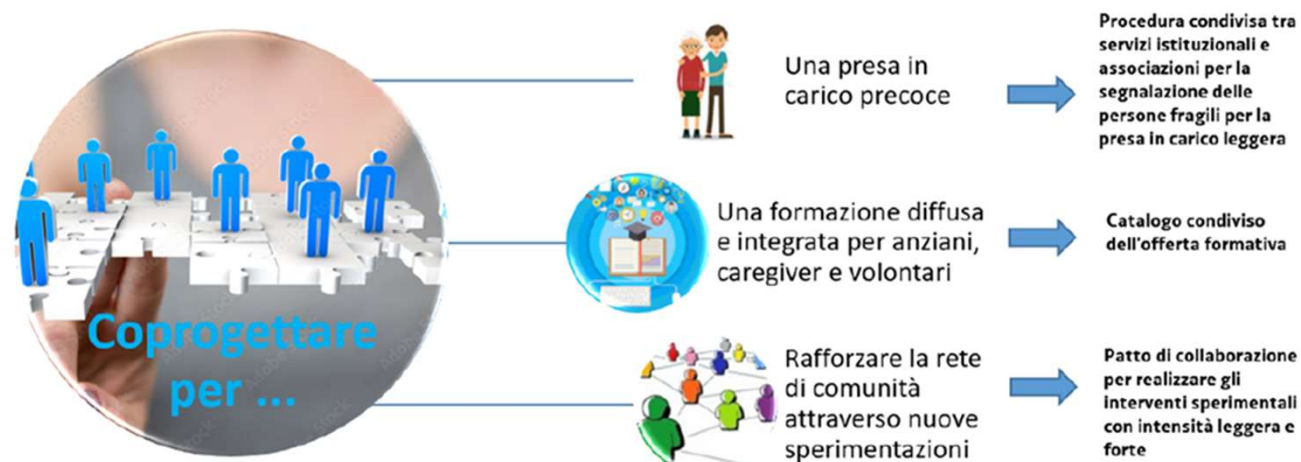 Coprogettare
per ...
Una presa in
carico precoce
Procedura condivisa tra
servizi istituzionali e
associazioni per la
segnalazione delle
persone fragili per la
presa in carico leggera
Una formazione diffusa
e integrata per anziani,
caregiver e volontari
Catalogo condiviso
dell'offerta formativa
Rafforzare la rete
di comunità
attraverso nuove
sperimentazioni
Patto di collaborazione
per realizzare gli
interventi sperimentali
con intensità leggera e
forte